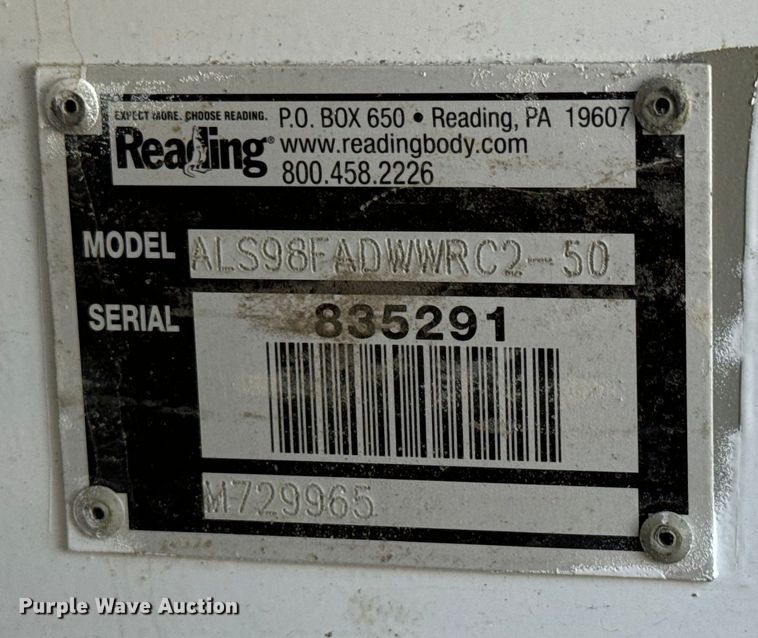 EXPECT MORE. CHOOSE READING.
Reading®
P.O. BOX 650 • Reading, PA 19607
www.readingbody.com
800.458.2226
MODEL ALS98FADWWRC2-50
SERIAL 835291
M729965
Purple Wave Auction